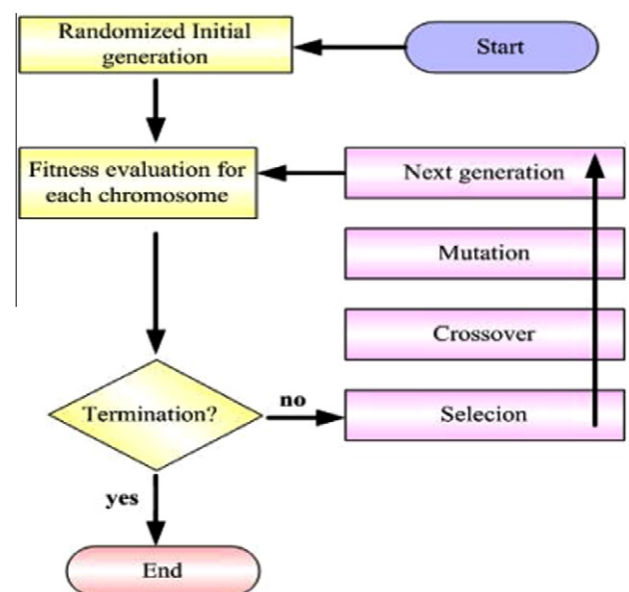 Randomized Initial
generation
Start
Fitness evaluation for
each chromosome
Next generation
Mutation
Crossover
Termination?
no
Selecion
yes
End